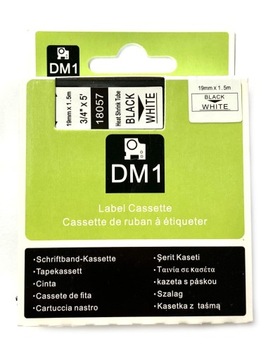 DM1
19mm x 1.5m
3/4" x 5'
18057
Heat Shrink Tube
BLACK
WHITE
19mm x 1.5m
BLACK
WHITE
DM1
Label Cassette
Cassette de ruban à étiqueter
•Schriftband-Kassette
•Tapekassett
•Cinta
•Cassette de fita
•Cartuccia nastro
•Şerit Kaseti
•Ταινία σε κασέτα
•kazeta s páskou
•Szalag
•Kasetka z taśmą